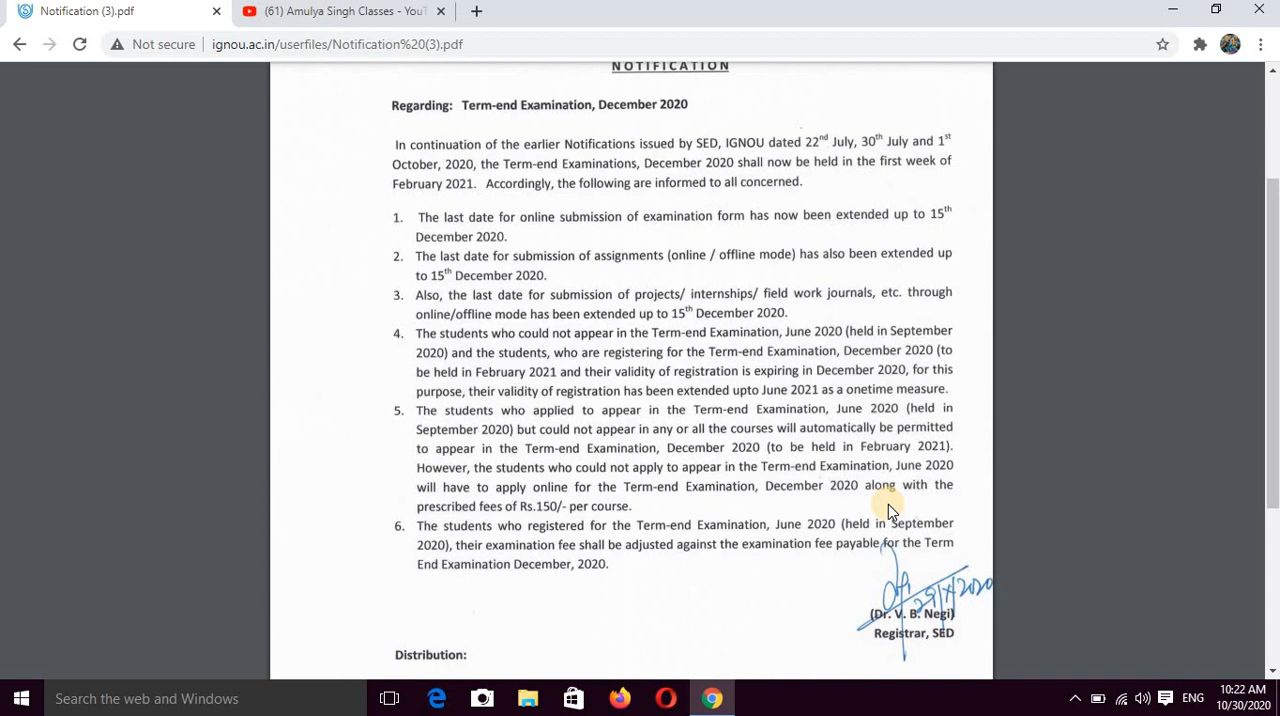 Notification (3).pdf
(61) Amulya Singh Classes - YouT
Not secure
ignou.ac.in/userfiles/Notification%20(3).pdf
NOTIFICATION
Regarding: Term-end Examination, December 2020
In continuation of the earlier Notifications issued by SED, IGNOU dated 22nd July, 30th July and 1st
October, 2020, the Term-end Examinations, December 2020 shall now be held in the first week of
February 2021. Accordingly, the following are informed to all concerned.
1. The last date for online submission of examination form has now been extended up to 15th
December 2020.
2. The last date for submission of assignments (online / offline mode) has also been extended up
to 15th December 2020.
3. Also, the last date for submission of projects/ internships/ field work journals, etc. through
online/offline mode has been extended up to 15th December 2020.
4. The students who could not appear in the Term-end Examination, June 2020 (held in September
2020) and the students, who are registering for the Term-end Examination, December 2020 (to
be held in February 2021 and their validity of registration is expiring in December 2020, for this
purpose, their validity of registration has been extended upto June 2021 as a onetime measure.
5. The students who applied to appear in the Term-end Examination, June 2020 (held in
September 2020) but could not appear in any or all the courses will automatically be permitted
to appear in the Term-end Examination, December 2020 (to be held in February 2021).
However, the students who could not apply to appear in the Term-end Examination, June 2020
will have to apply online for the Term-end Examination, December 2020 along with the
prescribed fees of Rs.150/- per course.
6. The students who registered for the Term-end Examination, June 2020 (held in September
2020), their examination fee shall be adjusted against the examination fee payable for the Term
End Examination December, 2020.
29/X/2020
(Dr. V. B. Negi)
Registrar, SED
Distribution:
Search the web and Windows
ENG
10:22 AM
10/30/2020